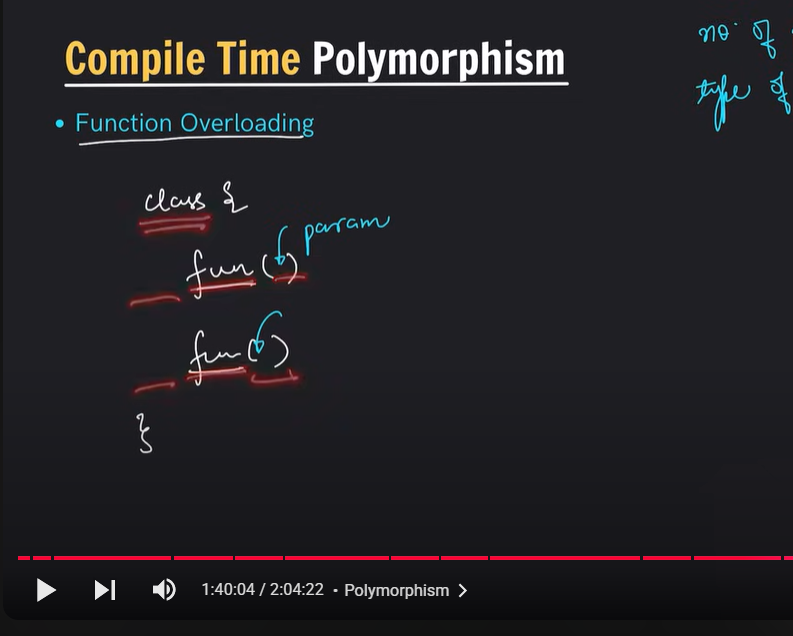 Compile Time Polymorphism
no. of
type of
• Function Overloading
class {
param
fun ( )
fun ( )
}
1:40:04 / 2:04:22 • Polymorphism >